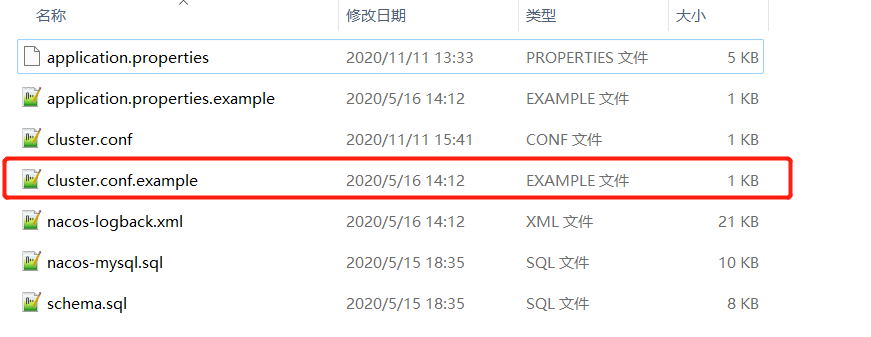 名称 修改日期 类型 大小
application.properties 2020/11/11 13:33 PROPERTIES 文件 5 KB
application.properties.example 2020/5/16 14:12 EXAMPLE 文件 1 KB
cluster.conf 2020/11/11 15:41 CONF 文件 1 KB
cluster.conf.example 2020/5/16 14:12 EXAMPLE 文件 1 KB
nacos-logback.xml 2020/5/16 14:12 XML 文件 21 KB
nacos-mysql.sql 2020/5/15 18:35 SQL 文件 10 KB
schema.sql 2020/5/15 18:35 SQL 文件 8 KB